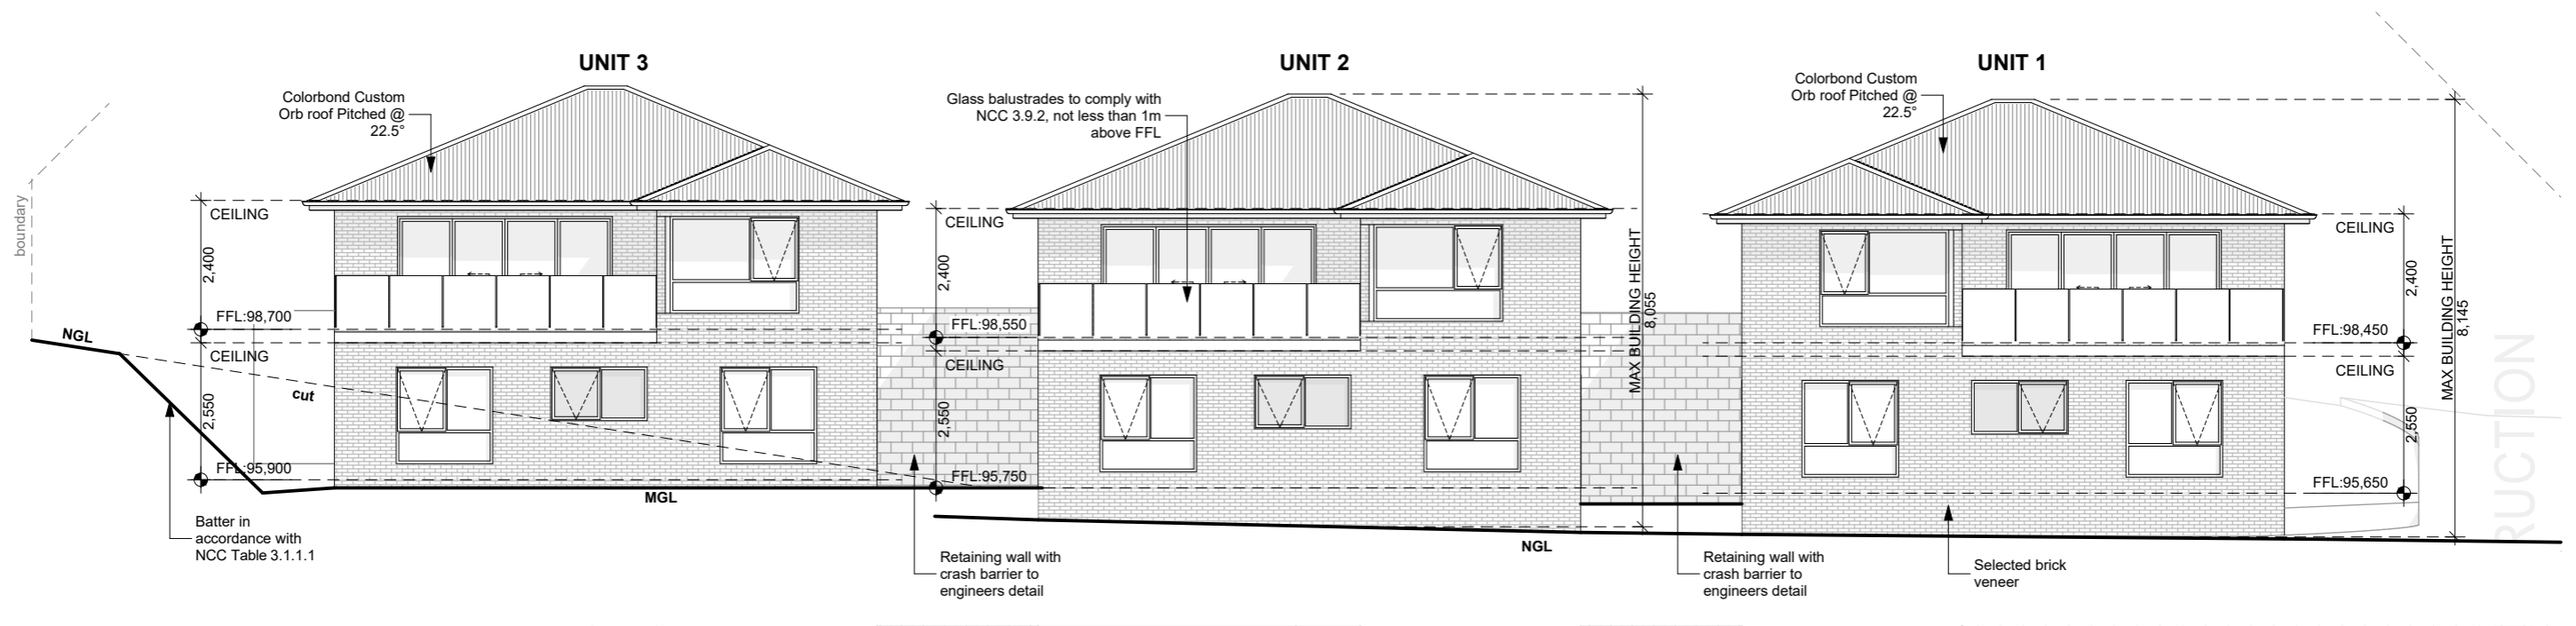 UNIT 3
UNIT 2
UNIT 1
Colorbond Custom
Orb roof Pitched @
22.5°
Glass balustrades to comply with
NCC 3.9.2, not less than 1m
above FFL
Colorbond Custom
Orb roof Pitched @
22.5°
boundary
CEILING
2,400
FFL:98,700
CEILING
2,550
FFL:95,900
NGL
cut
MGL
Batter in
accordance with
NCC Table 3.1.1.1
CEILING
2,400
FFL:98,550
CEILING
2,550
FFL:95,750
Retaining wall with
crash barrier to
engineers detail
MAX BUILDING HEIGHT
8,055
NGL
Retaining wall with
crash barrier to
engineers detail
Selected brick
veneer
CEILING
2,400
FFL:98,450
CEILING
2,550
FFL:95,650
MAX BUILDING HEIGHT
8,145
RUCTION